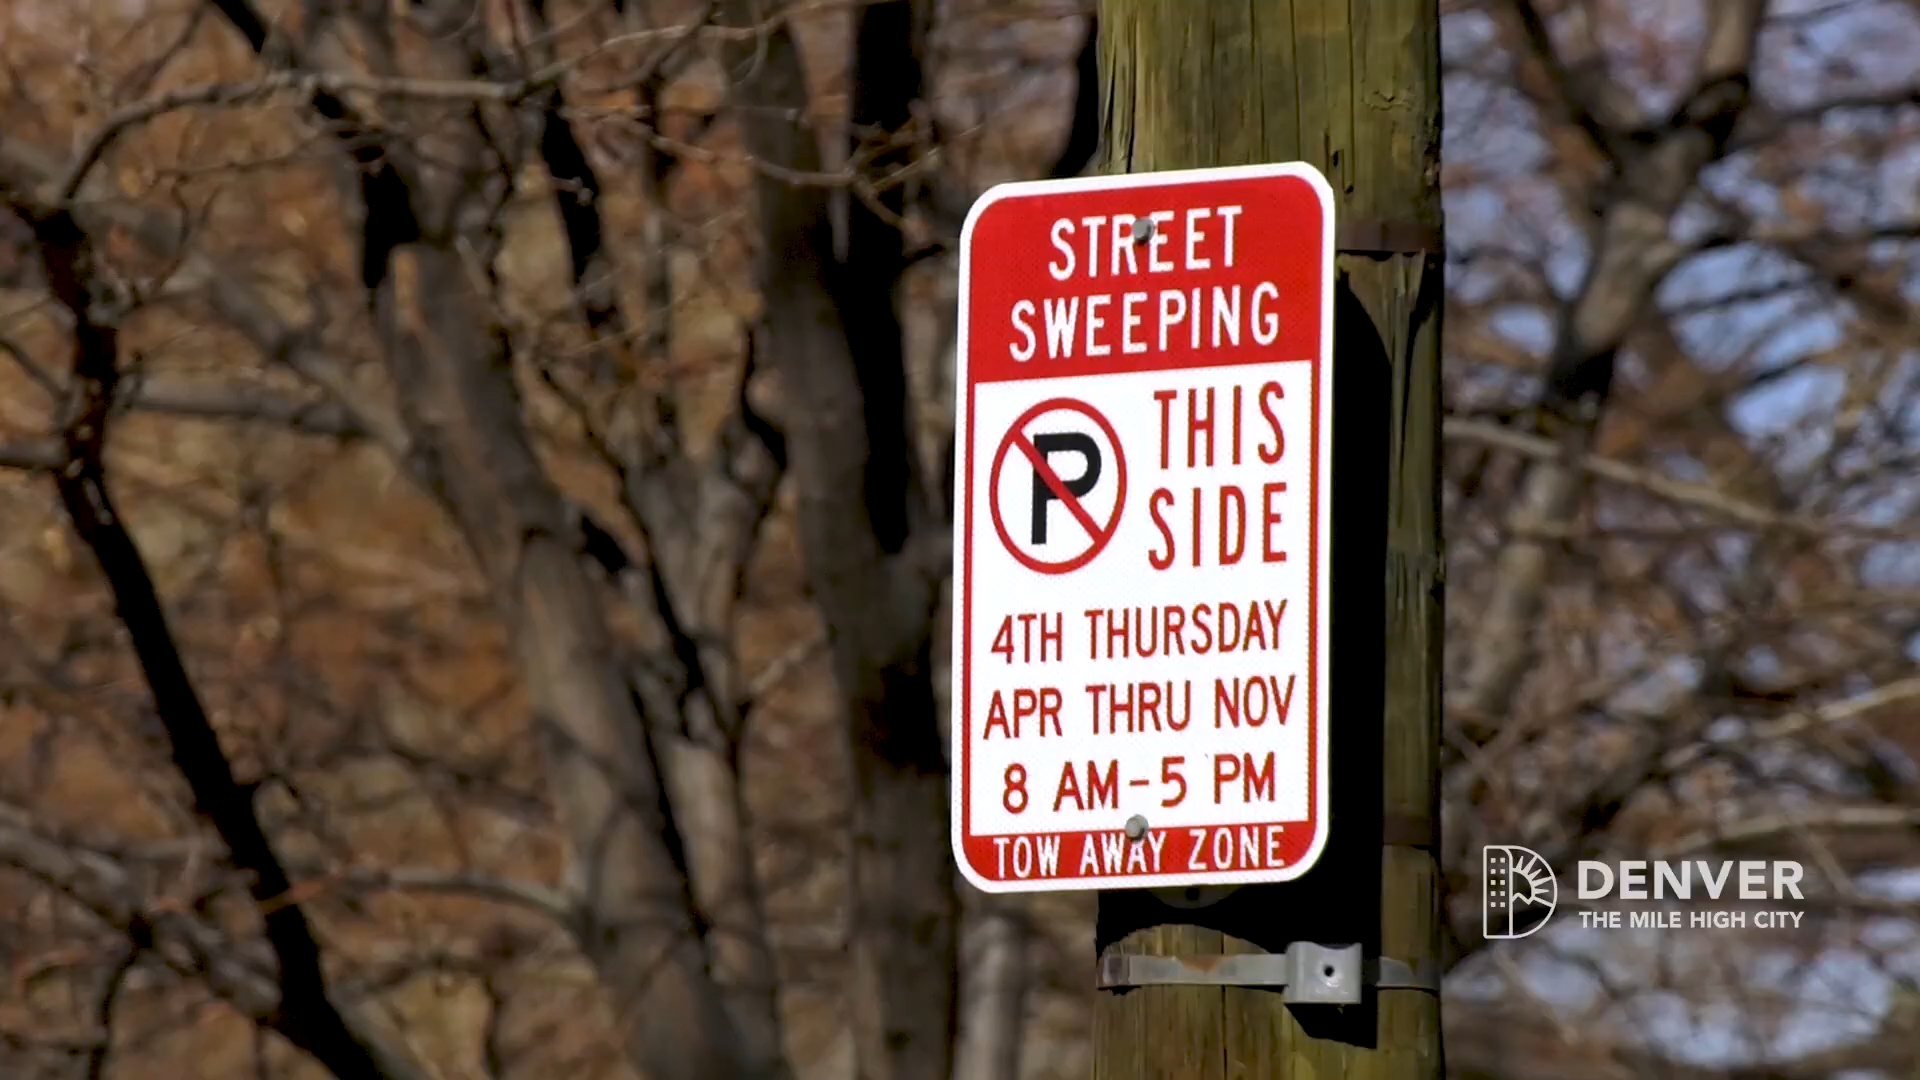 STREET
SWEEPING
P
THIS
SIDE
4TH THURSDAY
APR THRU NOV
8 AM-5 PM
TOW AWAY ZONE
DENVER
THE MILE HIGH CITY